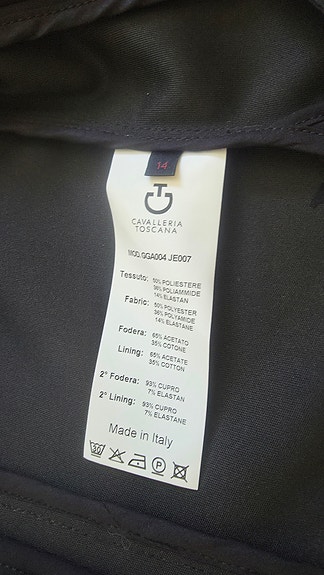 14
CAVALLERIA
TOSCANA
MOD. GGA004 JE007
Tessuto: 50% POLIESTERE
36% POLIAMMIDE
14% ELASTAN
Fabric: 50% POLYESTER
36% POLYAMIDE
14% ELASTANE
Fodera: 65% ACETATO
35% COTONE
Lining: 65% ACETATE
35% COTTON
2° Fodera: 93% CUPRO
7% ELASTAN
2° Lining: 93% CUPRO
7% ELASTANE
Made in Italy
30 P